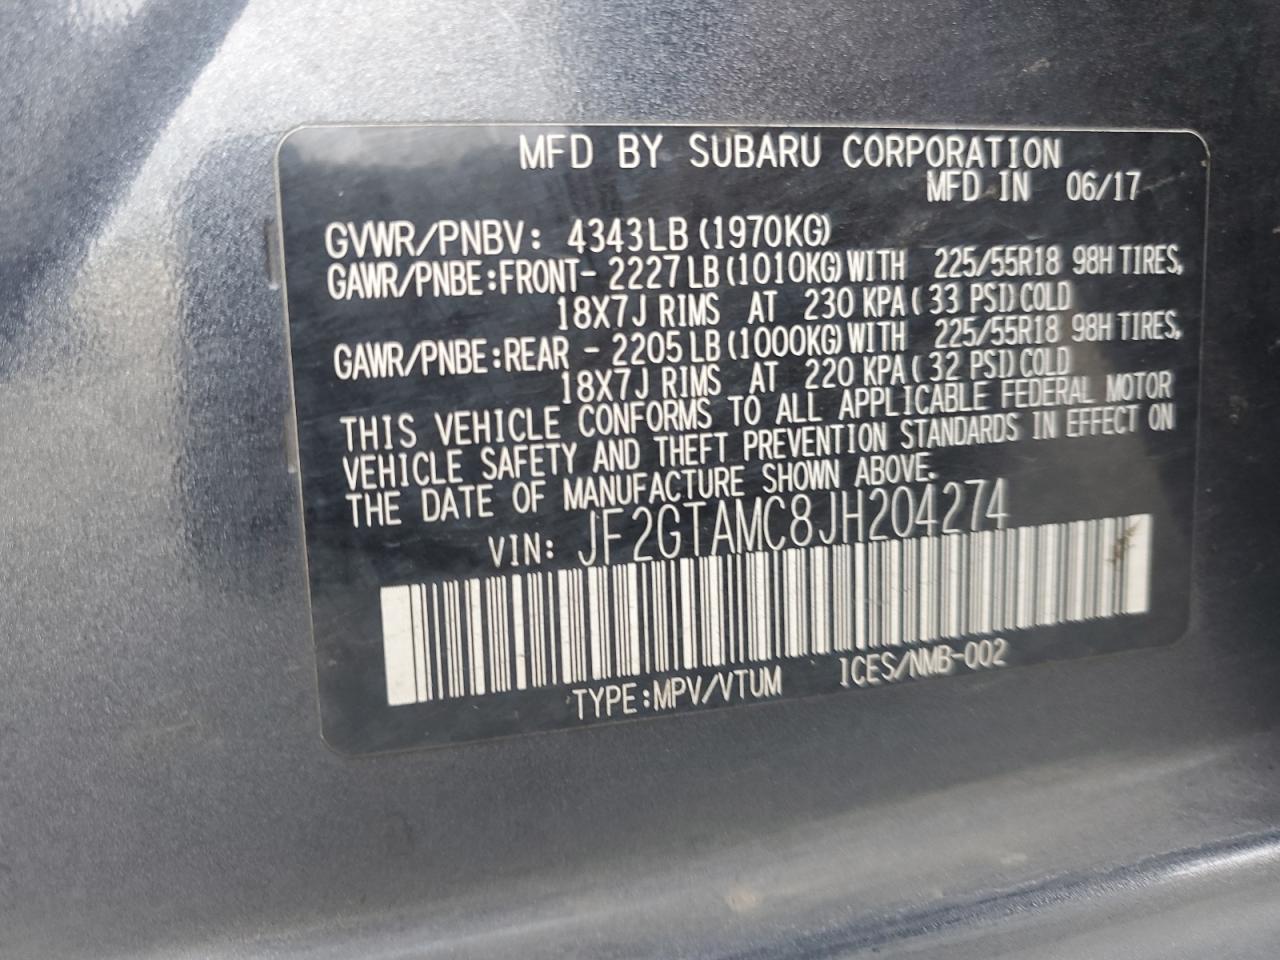 MFD BY SUBARU CORPORATION
MFD IN 06/17
GVWR/PNBV: 4343LB (1970KG)
GAWR/PNBE:FRONT- 2227LB (1010KG) WITH 225/55R18 98H TIRES,
18X7J RIMS AT 230 KPA ( 33 PSI) COLD
GAWR/PNBE:REAR - 2205LB (1000KG) WITH 225/55R18 98H TIRES,
18X7J RIMS AT 220 KPA ( 32 PSI) COLD
THIS VEHICLE CONFORMS TO ALL APPLICABLE FEDERAL MOTOR
VEHICLE SAFETY AND THEFT PREVENTION STANDARDS IN EFFECT ON
THE DATE OF MANUFACTURE SHOWN ABOVE.
VIN: JF2GTAMC8JH204274
TYPE:MPV/VTUM ICES/NMB-002